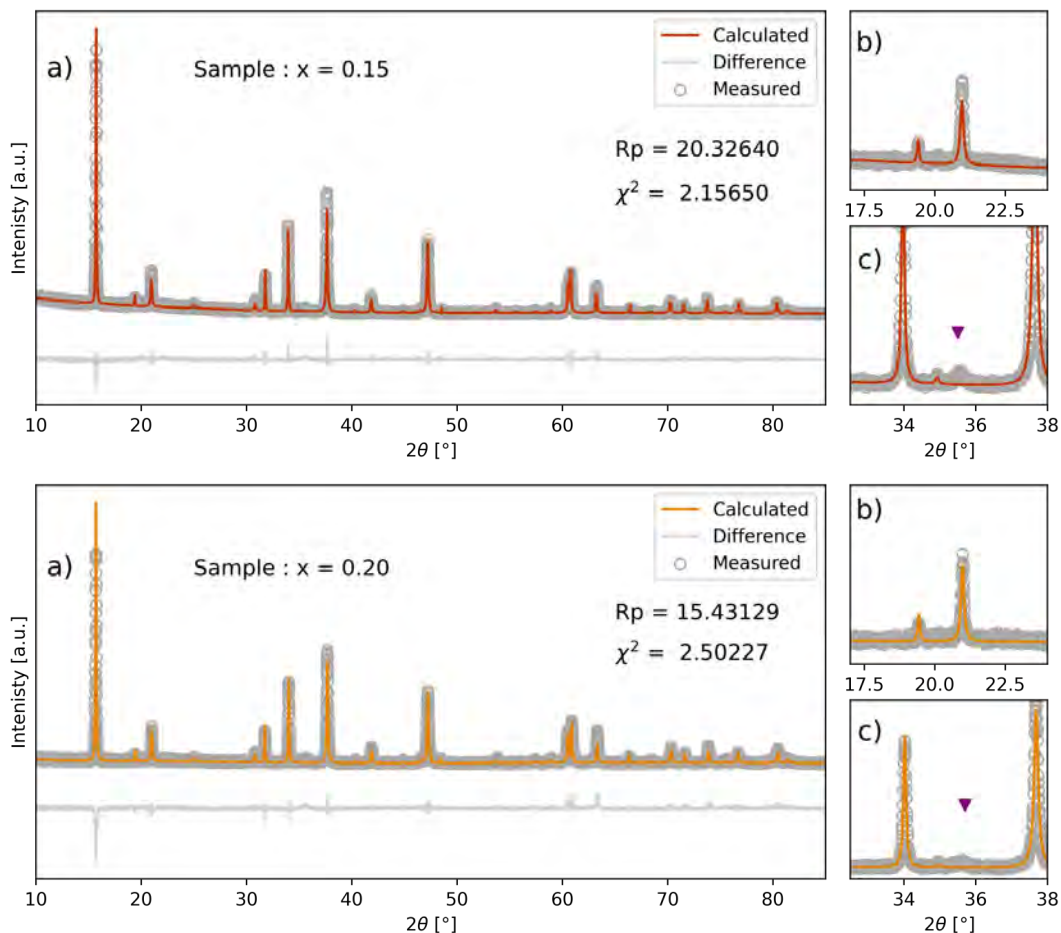 a)
Sample : x = 0.15
Calculated
Difference
Measured
Rp = 20.32640
χ² = 2.15650
Intenisty [a.u.]
10 20 30 40 50 60 70 80
2θ [°]
b)
17.5 20.0 22.5
c)
34 36 38
2θ [°]
a)
Sample : x = 0.20
Calculated
Difference
Measured
Rp = 15.43129
χ² = 2.50227
Intenisty [a.u.]
10 20 30 40 50 60 70 80
2θ [°]
b)
17.5 20.0 22.5
c)
34 36 38
2θ [°]